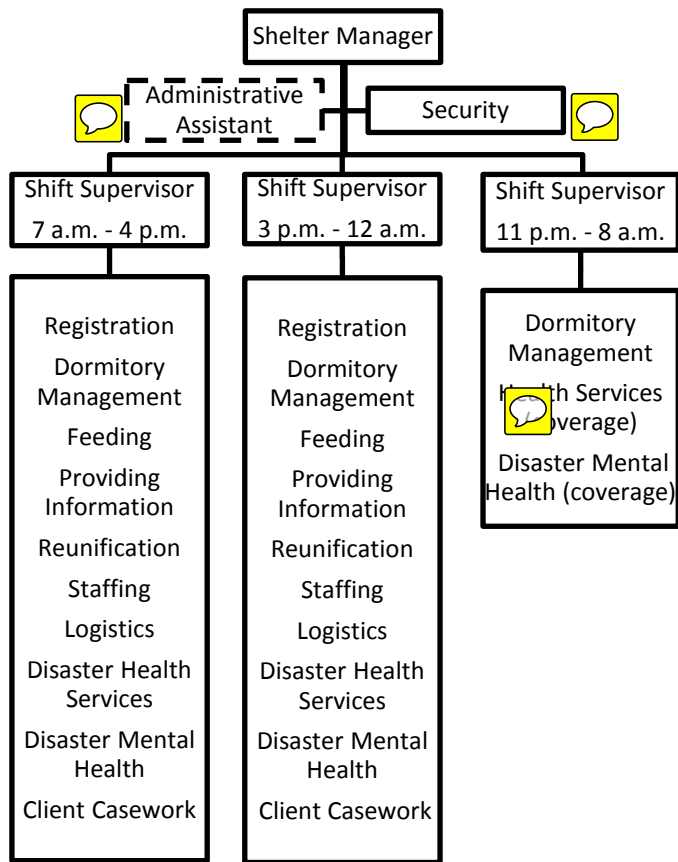 Shelter Manager
Administrative
Assistant
Security
Shift Supervisor
7 a.m. - 4 p.m.
Registration
Dormitory
Management
Feeding
Providing
Information
Reunification
Staffing
Logistics
Disaster Health
Services
Disaster Mental
Health
Client Casework
Shift Supervisor
3 p.m. - 12 a.m.
Registration
Dormitory
Management
Feeding
Providing
Information
Reunification
Staffing
Logistics
Disaster Health
Services
Disaster Mental
Health
Client Casework
Shift Supervisor
11 p.m. - 8 a.m.
Dormitory
Management
Health Services
(coverage)
Disaster Mental
Health (coverage)